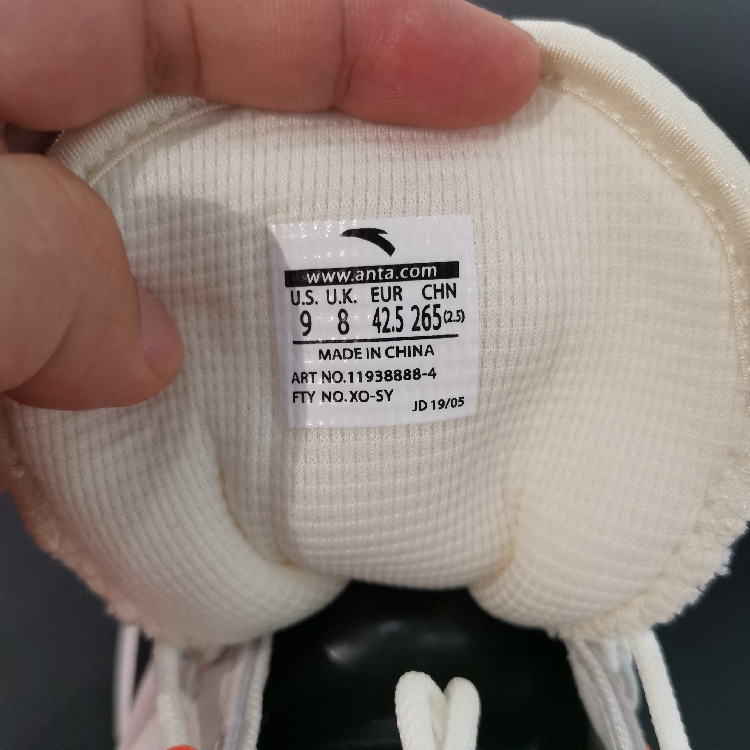 www.anta.com
U.S. U.K. EUR CHN
9 8 42.5 265(2.5)
MADE IN CHINA
ART NO.11938888-4
FTY NO.XO-SY
JD 19/05